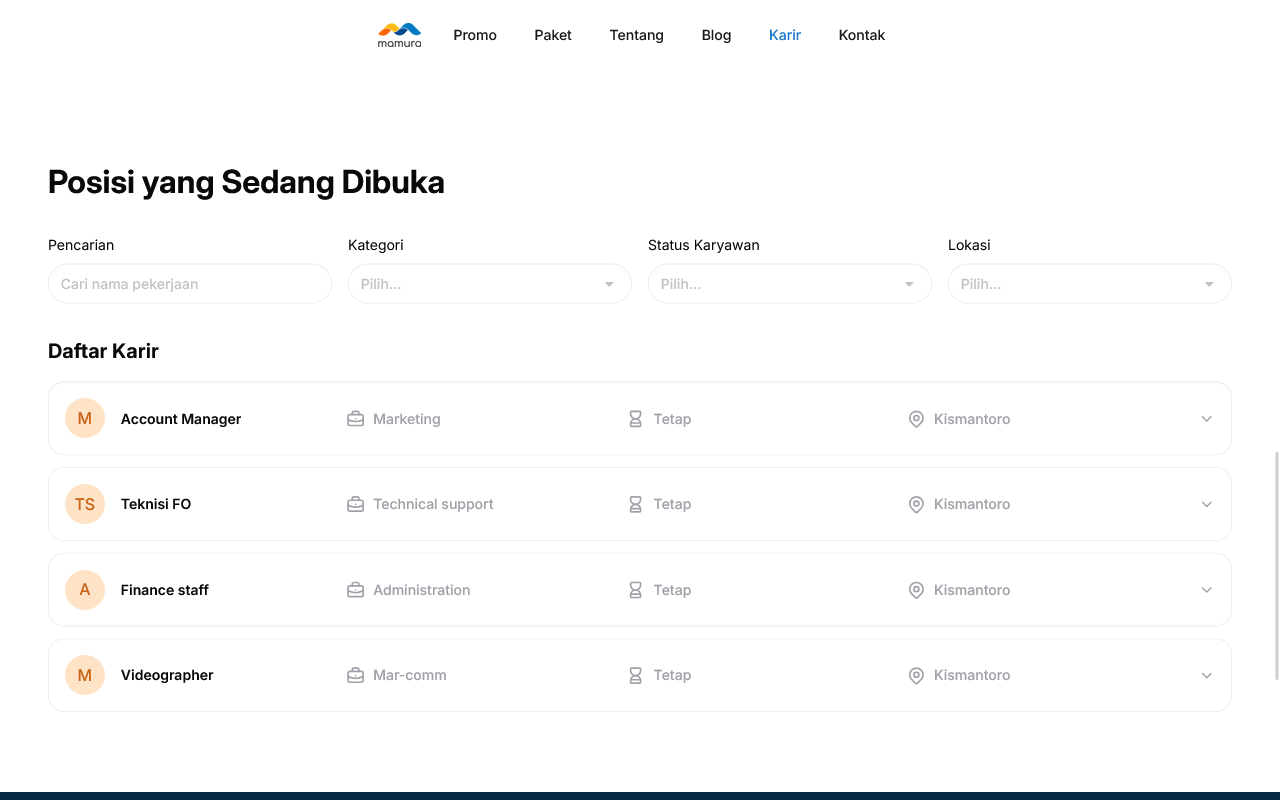 mamura Promo Paket Tentang Blog Karir Kontak
Posisi yang Sedang Dibuka
Pencarian Kategori Status Karyawan Lokasi
Cari nama pekerjaan Pilih... Pilih... Pilih...
Daftar Karir
M Account Manager Marketing Tetap Kismantoro
TS Teknisi FO Technical support Tetap Kismantoro
A Finance staff Administration Tetap Kismantoro
M Videographer Mar-comm Tetap Kismantoro